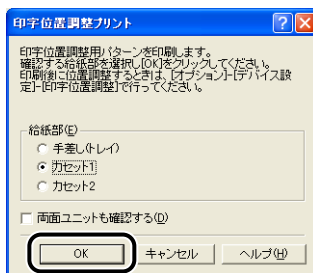 印字位置調整プリント
印字位置調整用パターンを印刷します。
確認する給紙部を選択し[OK]をクリックしてください。
印刷後に位置調整するときは、[オプション]-[デバイス設
定]-[印字位置調整]で行ってください。
給紙部(E)
手差し(トレイ)
カセット1
カセット2
両面ユニットも確認する(D)
OK キャンセル ヘルプ(H)